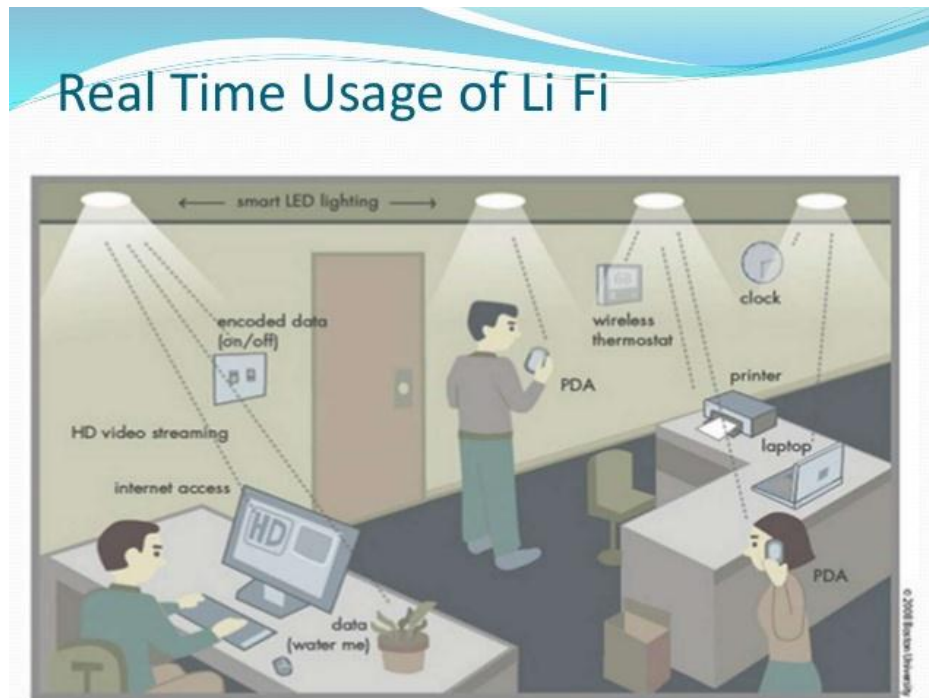 Real Time Usage of Li Fi
smart LED lighting
encoded data
(on/off)
wireless
thermostat
clock
PDA
printer
HD video streaming
laptop
internet access
HD
PDA
data
(water me)